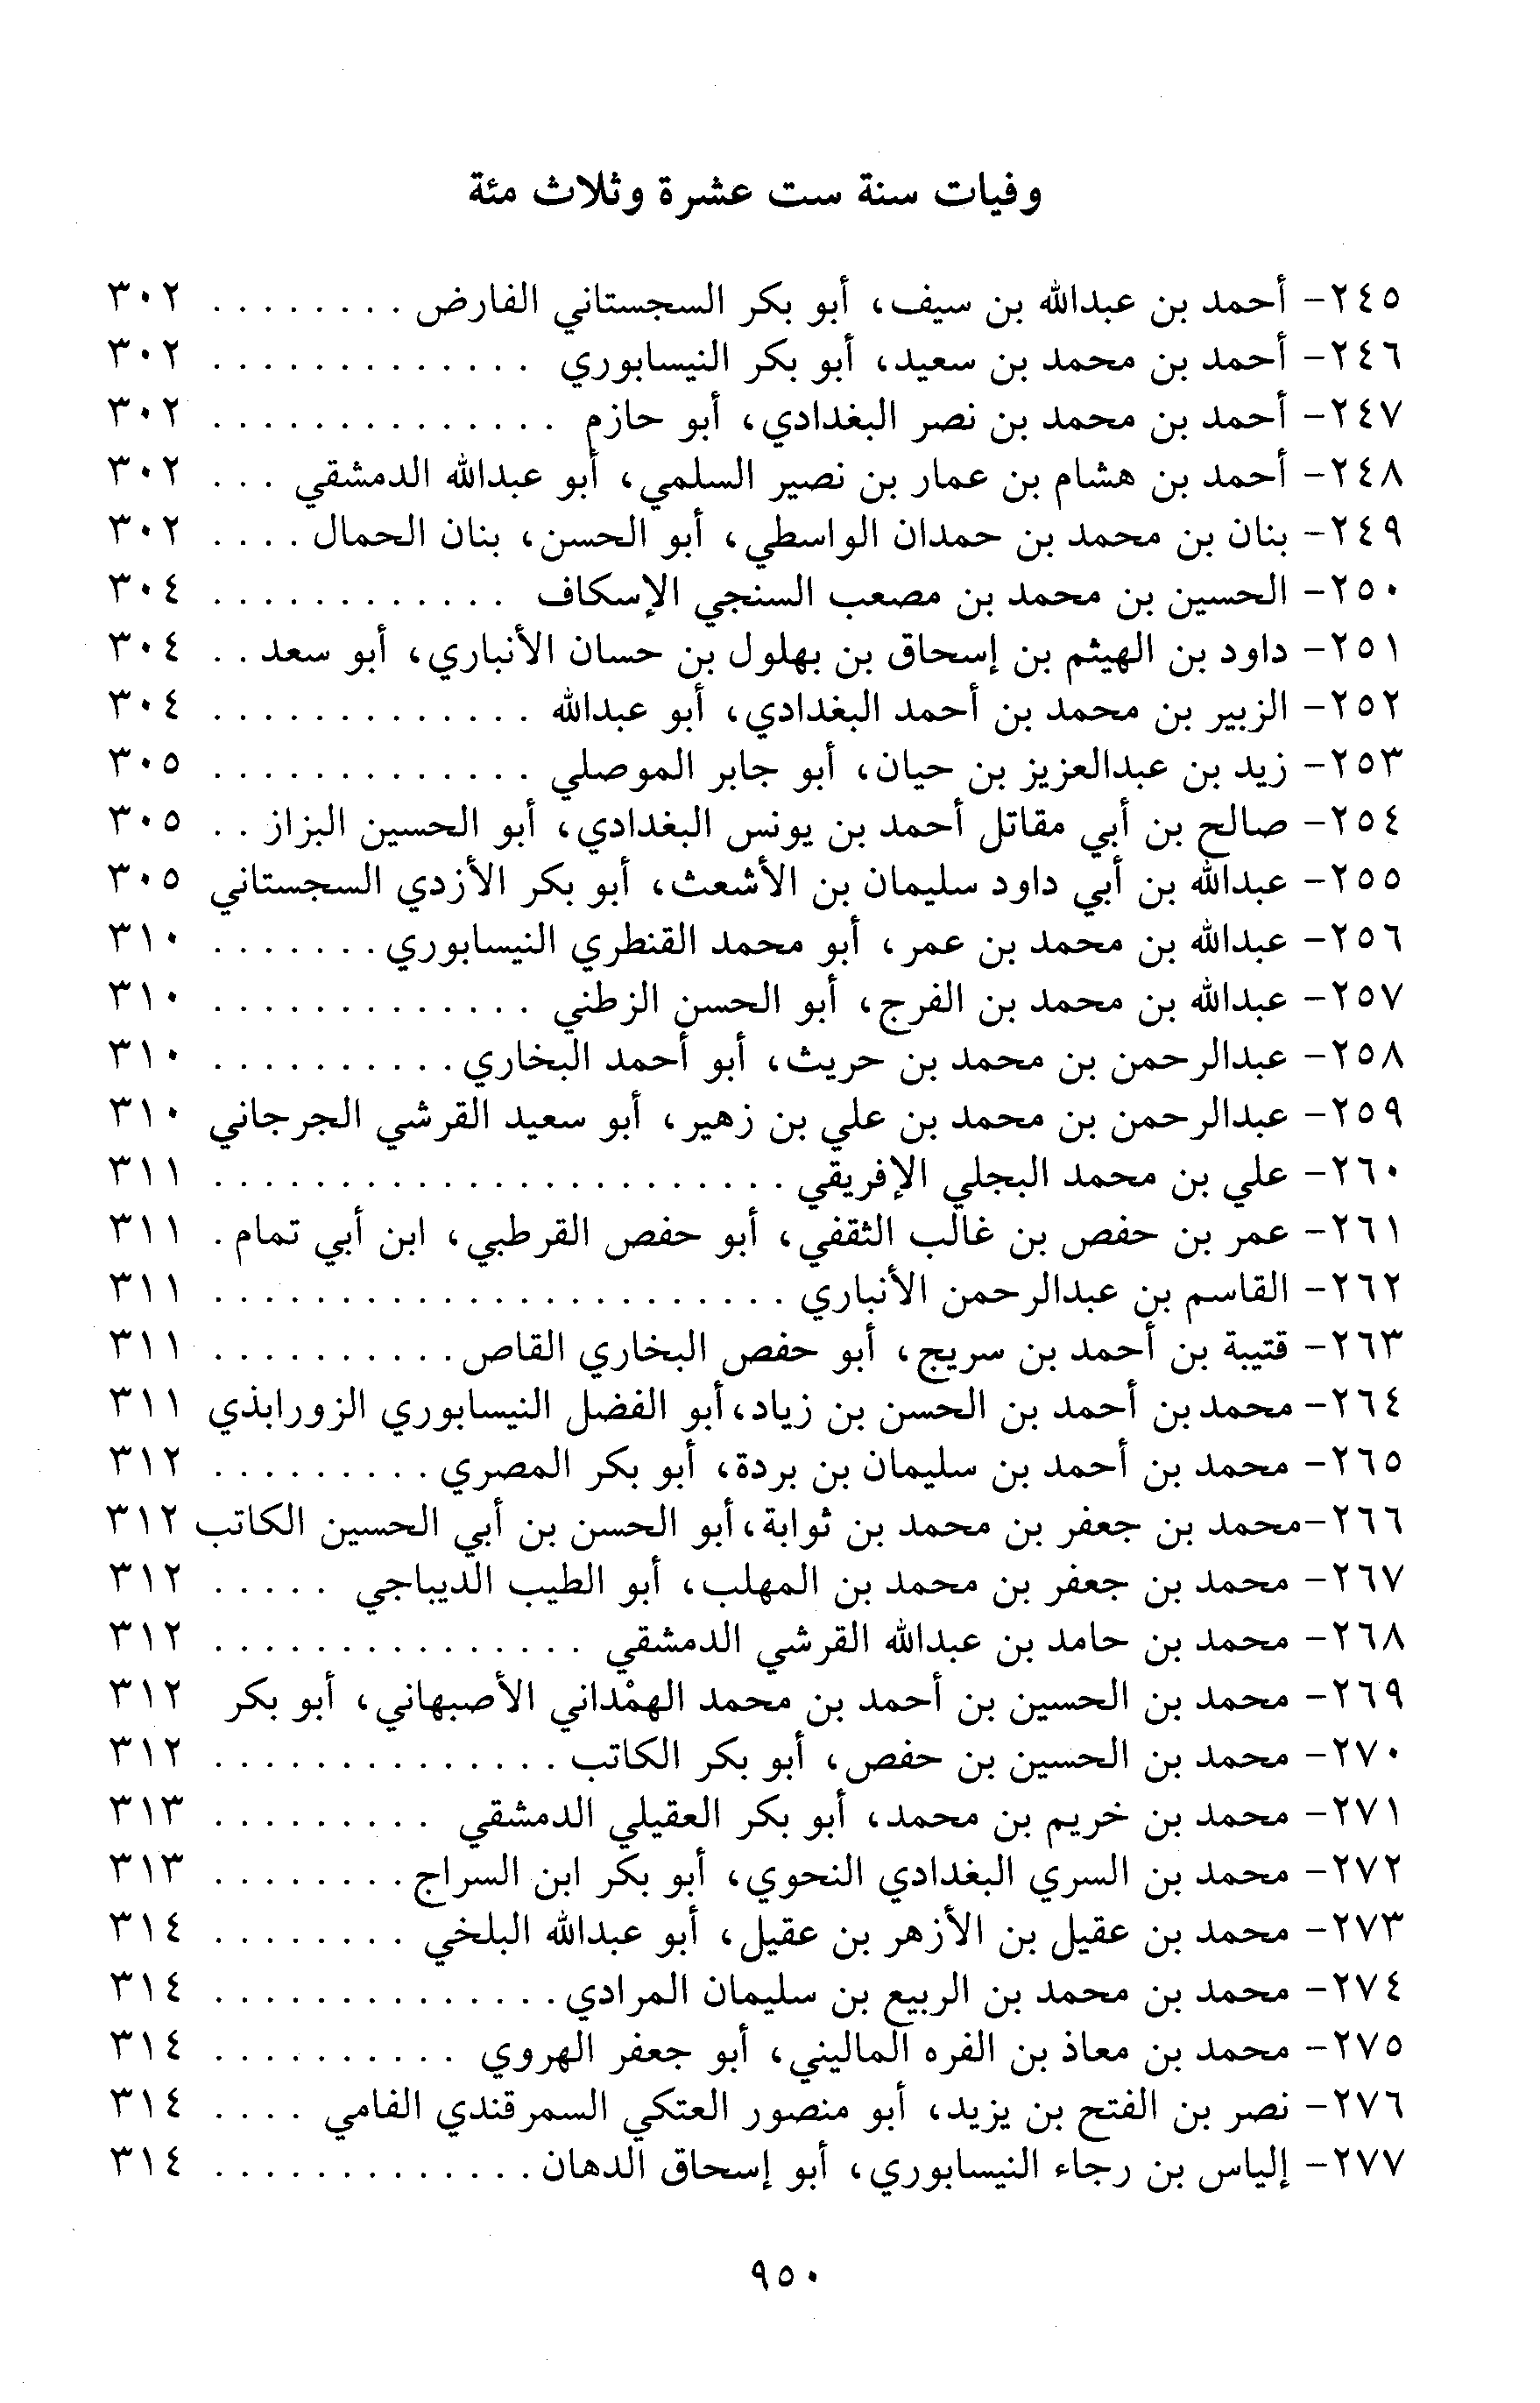 وفيات سنة ست عشرة وثلاث مئة
٢٤٥- أحمد بن عبدالله بن سيف، أبو بكر السجستاني الفارض . . . . . . . . ٣٠٢
٢٤٦- أحمد بن محمد بن سعيد، أبو بكر النيسابوري . . . . . . . . . . . . . ٣٠٢
٢٤٧- أحمد بن محمد بن نصر البغدادي، أبو حازم . . . . . . . . . . . . . . ٣٠٢
٢٤٨- أحمد بن هشام بن عمار بن نصير السلمي، أبو عبدالله الدمشقي . . . ٣٠٢
٢٤٩- بنان بن محمد بن حمدان الواسطي، أبو الحسن، بنان الحمال . . . . ٣٠٢
٢٥٠- الحسين بن محمد بن مصعب السنجي الإسكاف . . . . . . . . . . . . ٣٠٤
٢٥١- داود بن الهيثم بن إسحاق بن بهلول بن حسان الأنباري، أبو سعد . . ٣٠٤
٢٥٢- الزبير بن محمد بن أحمد البغدادي، أبو عبدالله . . . . . . . . . . . . . ٣٠٤
٢٥٣- زيد بن عبدالعزيز بن حيان، أبو جابر الموصلي . . . . . . . . . . . . . ٣٠٥
٢٥٤- صالح بن أبي مقاتل أحمد بن يونس البغدادي، أبو الحسين البزاز . . ٣٠٥
٢٥٥- عبدالله بن أبي داود سليمان بن الأشعث، أبو بكر الأزدي السجستاني ٣٠٥
٢٥٦- عبدالله بن محمد بن عمر، أبو محمد القنطري النيسابوري . . . . . . . ٣١٠
٢٥٧- عبدالله بن محمد بن الفرج، أبو الحسن الزطني . . . . . . . . . . . . . ٣١٠
٢٥٨- عبدالرحمن بن محمد بن حريث، أبو أحمد البخاري . . . . . . . . . . ٣١٠
٢٥٩- عبدالرحمن بن محمد بن علي بن زهير، أبو سعيد القرشي الجرجاني ٣١٠
٢٦٠- علي بن محمد البجلي الإفريقي . . . . . . . . . . . . . . . . . . . . . . . ٣١١
٢٦١- عمر بن حفص بن غالب الثقفي، أبو حفص القرطبي، ابن أبي تمام . ٣١١
٢٦٢- القاسم بن عبدالرحمن الأنباري . . . . . . . . . . . . . . . . . . . . . . . ٣١١
٢٦٣- قتيبة بن أحمد بن سريج، أبو حفص البخاري القاص . . . . . . . . . . ٣١١
٢٦٤- محمد بن أحمد بن الحسن بن زياد، أبو الفضل النيسابوري الزورابذي ٣١١
٢٦٥- محمد بن أحمد بن سليمان بن بردة، أبو بكر المصري . . . . . . . . . ٣١٢
٢٦٦- محمد بن جعفر بن محمد بن ثوابة، أبو الحسن بن أبي الحسين الكاتب ٣١٢
٢٦٧- محمد بن جعفر بن محمد بن المهلب، أبو الطيب الديباجي . . . . . ٣١٢
٢٦٨- محمد بن حامد بن عبدالله القرشي الدمشقي . . . . . . . . . . . . . . . ٣١٢
٢٦٩- محمد بن الحسين بن أحمد بن محمد الهمْداني الأصبهاني، أبو بكر ٣١٢
٢٧٠- محمد بن الحسين بن حفص، أبو بكر الكاتب . . . . . . . . . . . . . . ٣١٢
٢٧١- محمد بن خريم بن محمد، أبو بكر العقيلي الدمشقي . . . . . . . . . ٣١٣
٢٧٢- محمد بن السري البغدادي النحوي، أبو بكر ابن السراج . . . . . . . . ٣١٣
٢٧٣- محمد بن عقيل بن الأزهر بن عقيل، أبو عبدالله البلخي . . . . . . . . ٣١٤
٢٧٤- محمد بن محمد بن الربيع بن سليمان المرادي . . . . . . . . . . . . . . ٣١٤
٢٧٥- محمد بن معاذ بن الفره الماليني، أبو جعفر الهروي . . . . . . . . . . ٣١٤
٢٧٦- نصر بن الفتح بن يزيد، أبو منصور العتكي السمرقندي الفامي . . . . ٣١٤
٢٧٧- إلياس بن رجاء النيسابوري، أبو إسحاق الدهان . . . . . . . . . . . . . ٣١٤
٩٥٠